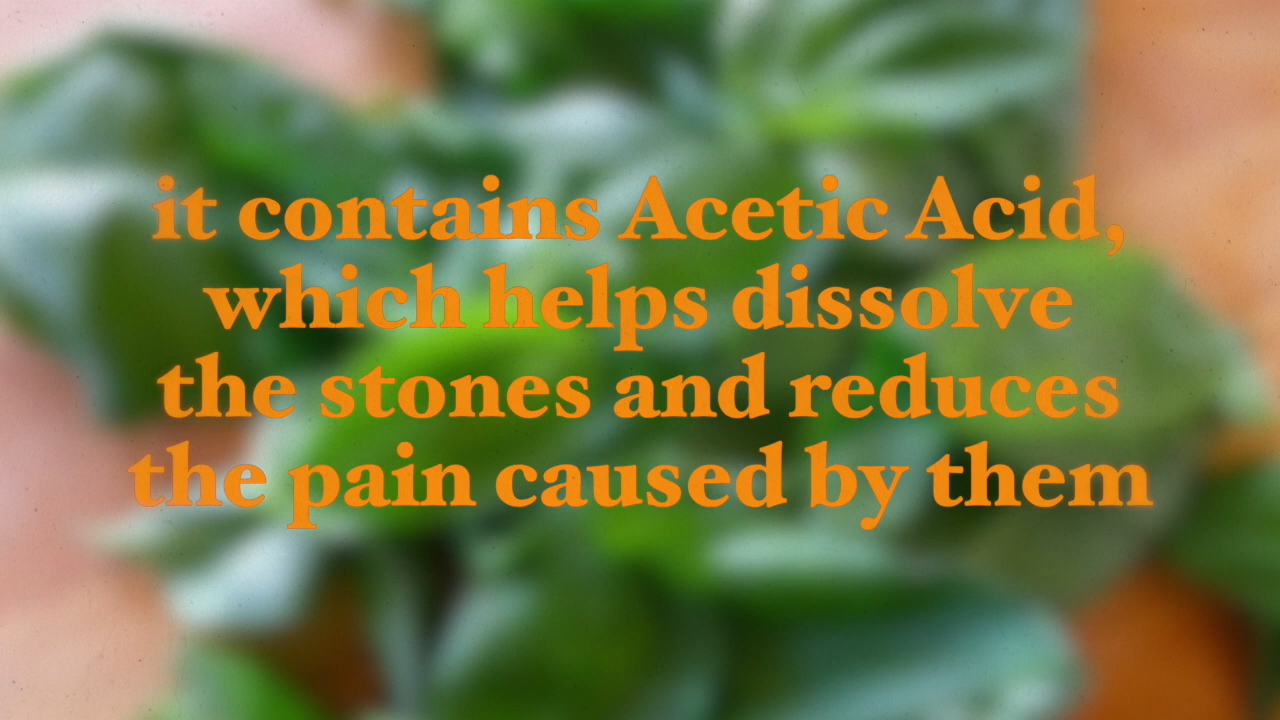 it contains Acetic Acid,
which helps dissolve
the stones and reduces
the pain caused by them